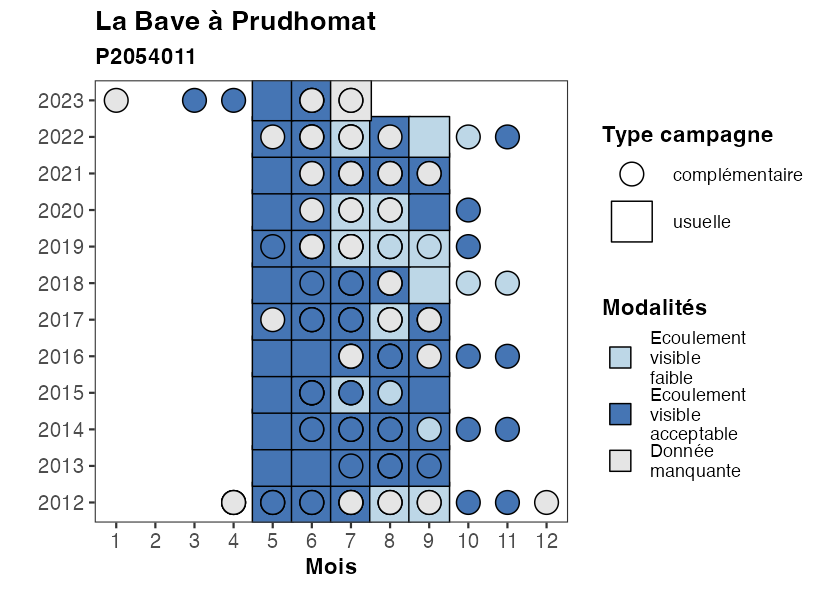 La Bave à Prudhomat
P2054011
2023
2022
2021
2020
2019
2018
2017
2016
2015
2014
2013
2012
1 2 3 4 5 6 7 8 9 10 11 12
Mois
Type campagne
complémentaire
usuelle
Modalités
Ecoulement
visible
faible
Ecoulement
visible
acceptable
Donnée
manquante